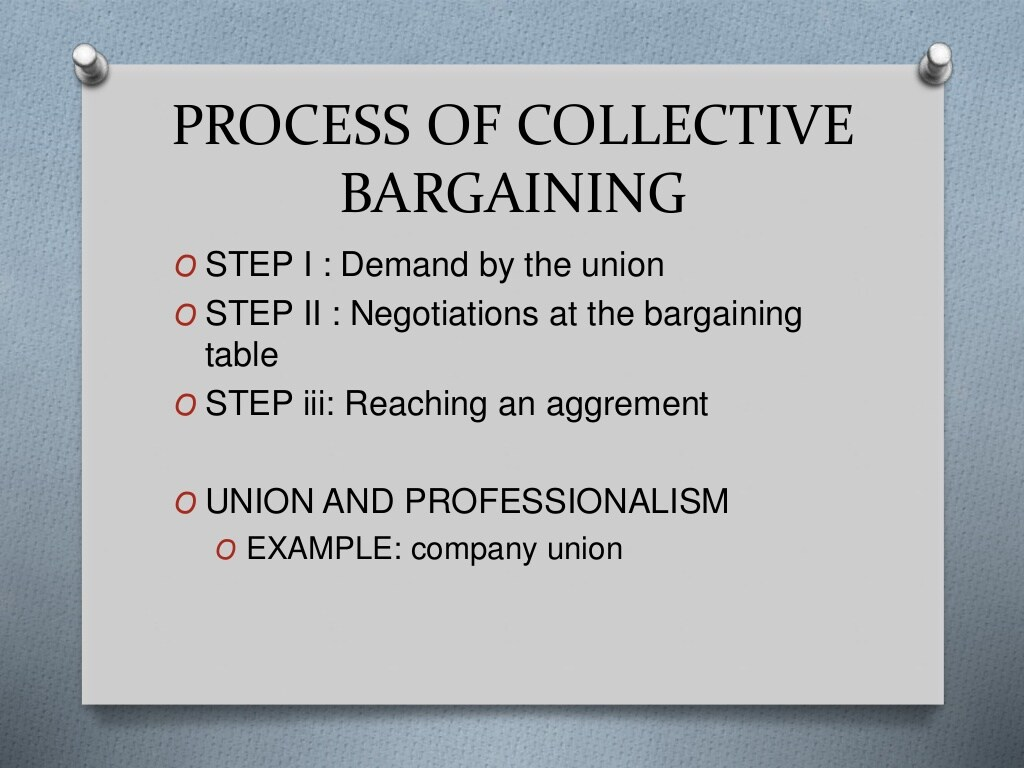 PROCESS OF COLLECTIVE
BARGAINING
O STEP I : Demand by the union
O STEP II : Negotiations at the bargaining
table
O STEP iii: Reaching an aggrement
O UNION AND PROFESSIONALISM
O EXAMPLE: company union